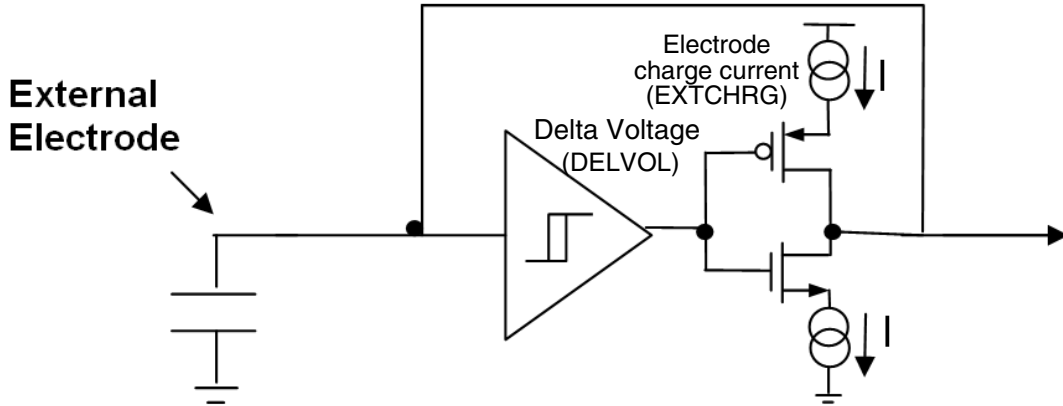 Electrode
charge current
(EXTCHRG)
I
External
Electrode
Delta Voltage
(DELVOL)
I